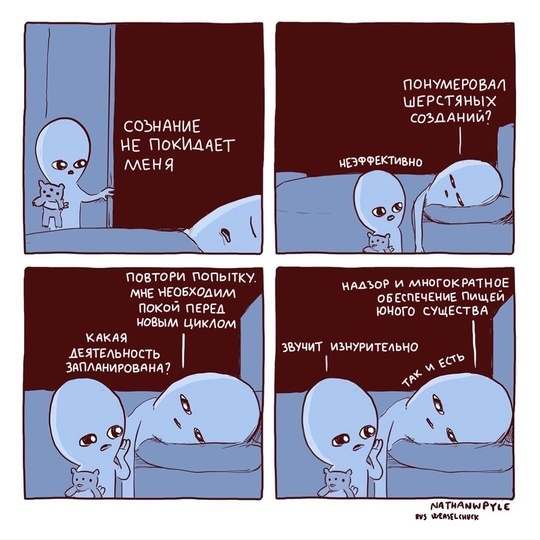 СОЗНАНИЕ
НЕ ПОКИДАЕТ
МЕНЯ
ПОНУМЕРОВАЛ
ШЕРСТЯНЫХ
СОЗДАНИЙ?
НЕЭФФЕКТИВНО
ПОВТОРИ ПОПЫТКУ.
МНЕ НЕОБХОДИМ
ПОКОЙ ПЕРЕД
НОВЫМ ЦИКЛОМ
КАКАЯ
ДЕЯТЕЛЬНОСТЬ
ЗАПЛАНИРОВАНА?
НАДЗОР И МНОГОКРАТНОЕ
ОБЕСПЕЧЕНИЕ ПИЩЕЙ
ЮНОГО СУЩЕСТВА
ЗВУЧИТ ИЗНУРИТЕЛЬНО
ТАК И ЕСТЬ
NATHANWPYLE
RUS WEASELCHUCK